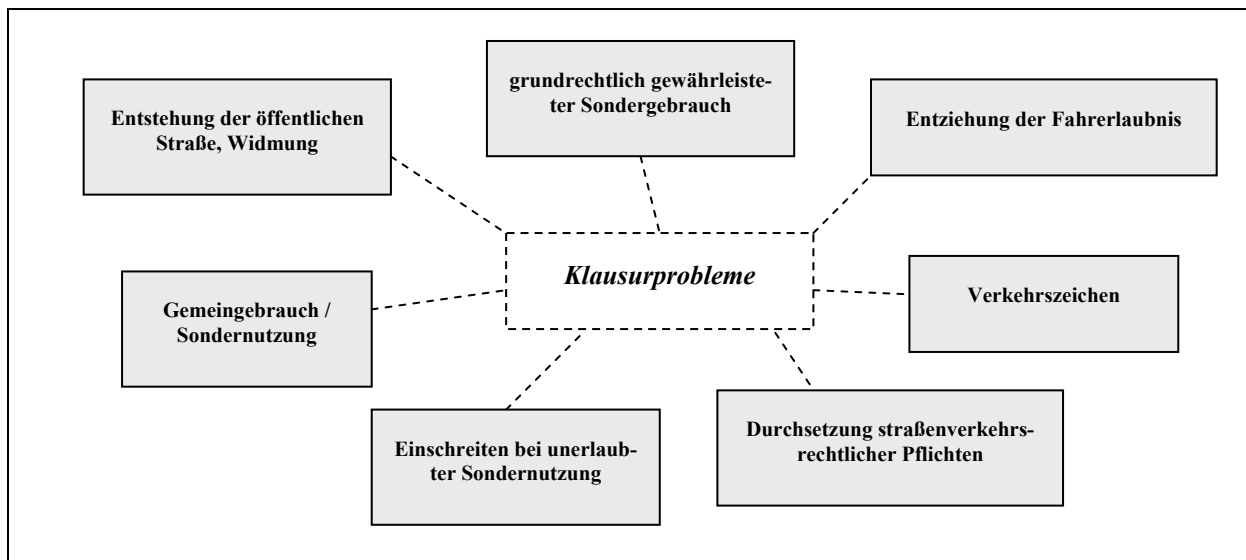 grundrechtlich gewährleiste-
ter Sondergebrauch
Entstehung der öffentlichen
Straße, Widmung
Entziehung der Fahrerlaubnis
Klausurprobleme
Gemeingebrauch /
Sondernutzung
Verkehrszeichen
Einschreiten bei unerlaub-
ter Sondernutzung
Durchsetzung straßenverkehrs-
rechtlicher Pflichten